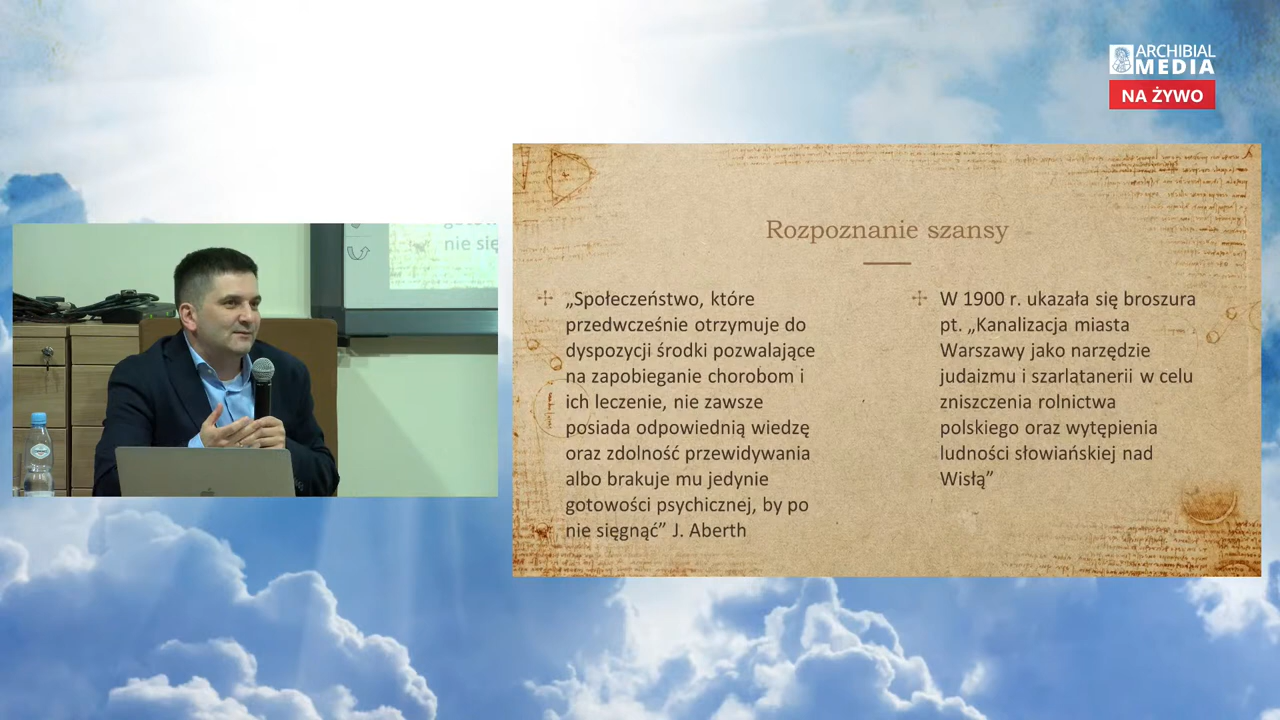 ARCHIBIAL
MEDIA
NA ŻYWO
nie się
Rozpoznanie szansy
„Społeczeństwo, które
przedwcześnie otrzymuje do
dyspozycji środki pozwalające
na zapobieganie chorobom i
ich leczenie, nie zawsze
posiada odpowiednią wiedzę
oraz zdolność przewidywania
albo brakuje mu jedynie
gotowości psychicznej, by po
nie sięgnąć” J. Aberth
W 1900 r. ukazała się broszura
pt. „Kanalizacja miasta
Warszawy jako narzędzie
judaizmu i szarlatanerii w celu
zniszczenia rolnictwa
polskiego oraz wytępienia
ludności słowiańskiej nad
Wisłą”